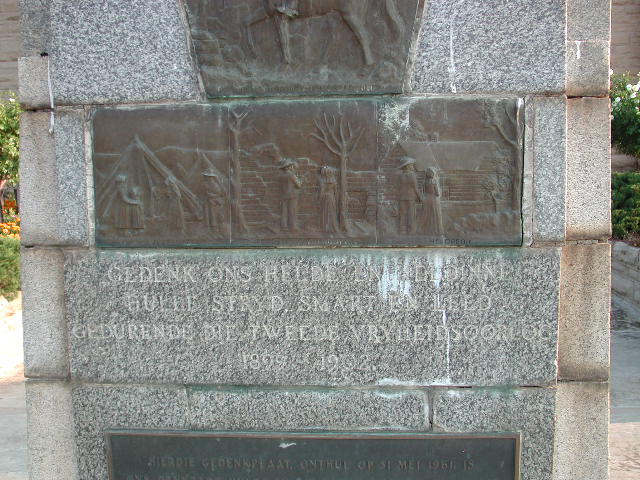 GEDENK ONS HELDE EN HELDINNE
HULLE STRYD, SMART EN LEED
GEDURENDE DIE TWEEDE VRYHEIDSOORLOG
1899 - 1902
HIERDIE GEDENKPLAAT, ONTHUL OP 31 MEI 1961, IS